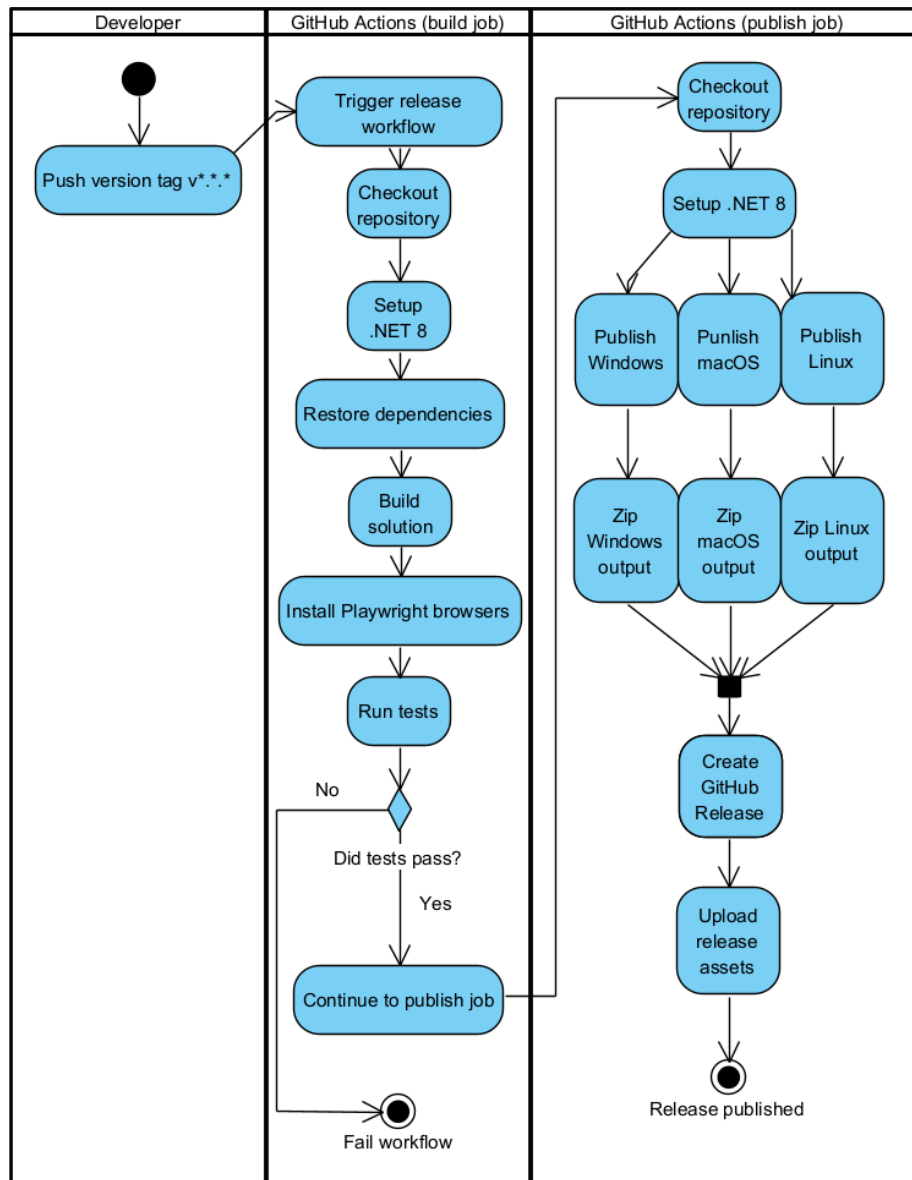 Developer
GitHub Actions (build job)
GitHub Actions (publish job)
Push version tag v*.*.*
Trigger release
workflow
Checkout
repository
Setup
.NET 8
Restore dependencies
Build
solution
Install Playwright browsers
Run tests
No
Did tests pass?
Yes
Continue to publish job
Fail workflow
Checkout
repository
Setup .NET 8
Publish
Windows
Punlish
macOS
Publish
Linux
Zip
Windows
output
Zip
macOS
output
Zip Linux
output
Create
GitHub
Release
Upload
release
assets
Release published